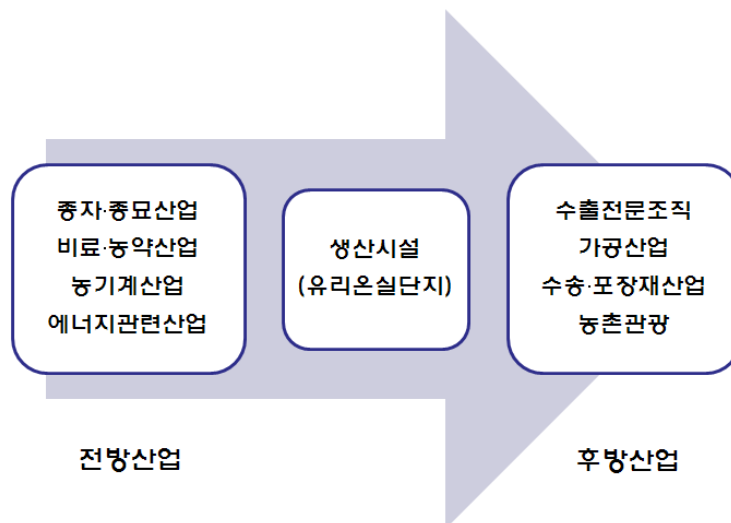 종자·종묘산업
비료·농약산업
농기계산업
에너지관련산업
생산시설
(유리온실단지)
수출전문조직
가공산업
수송·포장재산업
농촌관광
전방산업
후방산업